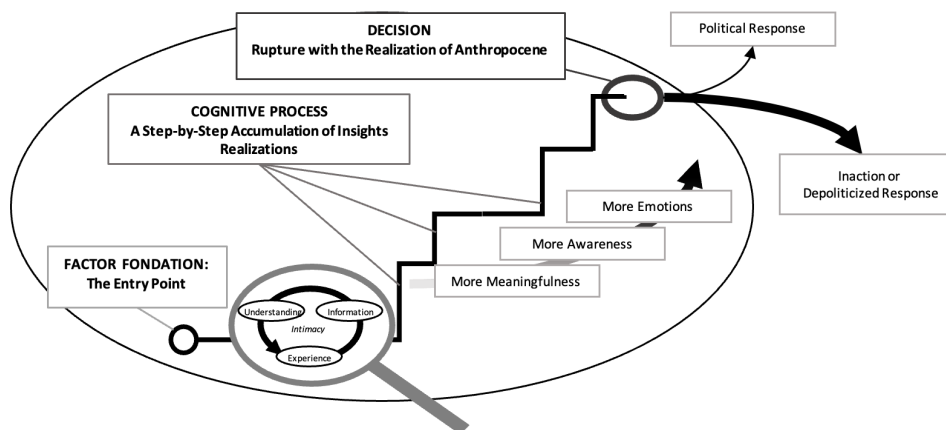 DECISION
Rupture with the Realization of Anthropocene
Political Response
COGNITIVE PROCESS
A Step-by-Step Accumulation of Insights
Realizations
Inaction or
Depoliticized Response
More Emotions
More Awareness
More Meaningfulness
FACTOR FONDATION:
The Entry Point
Understanding
Information
Intimacy
Experience